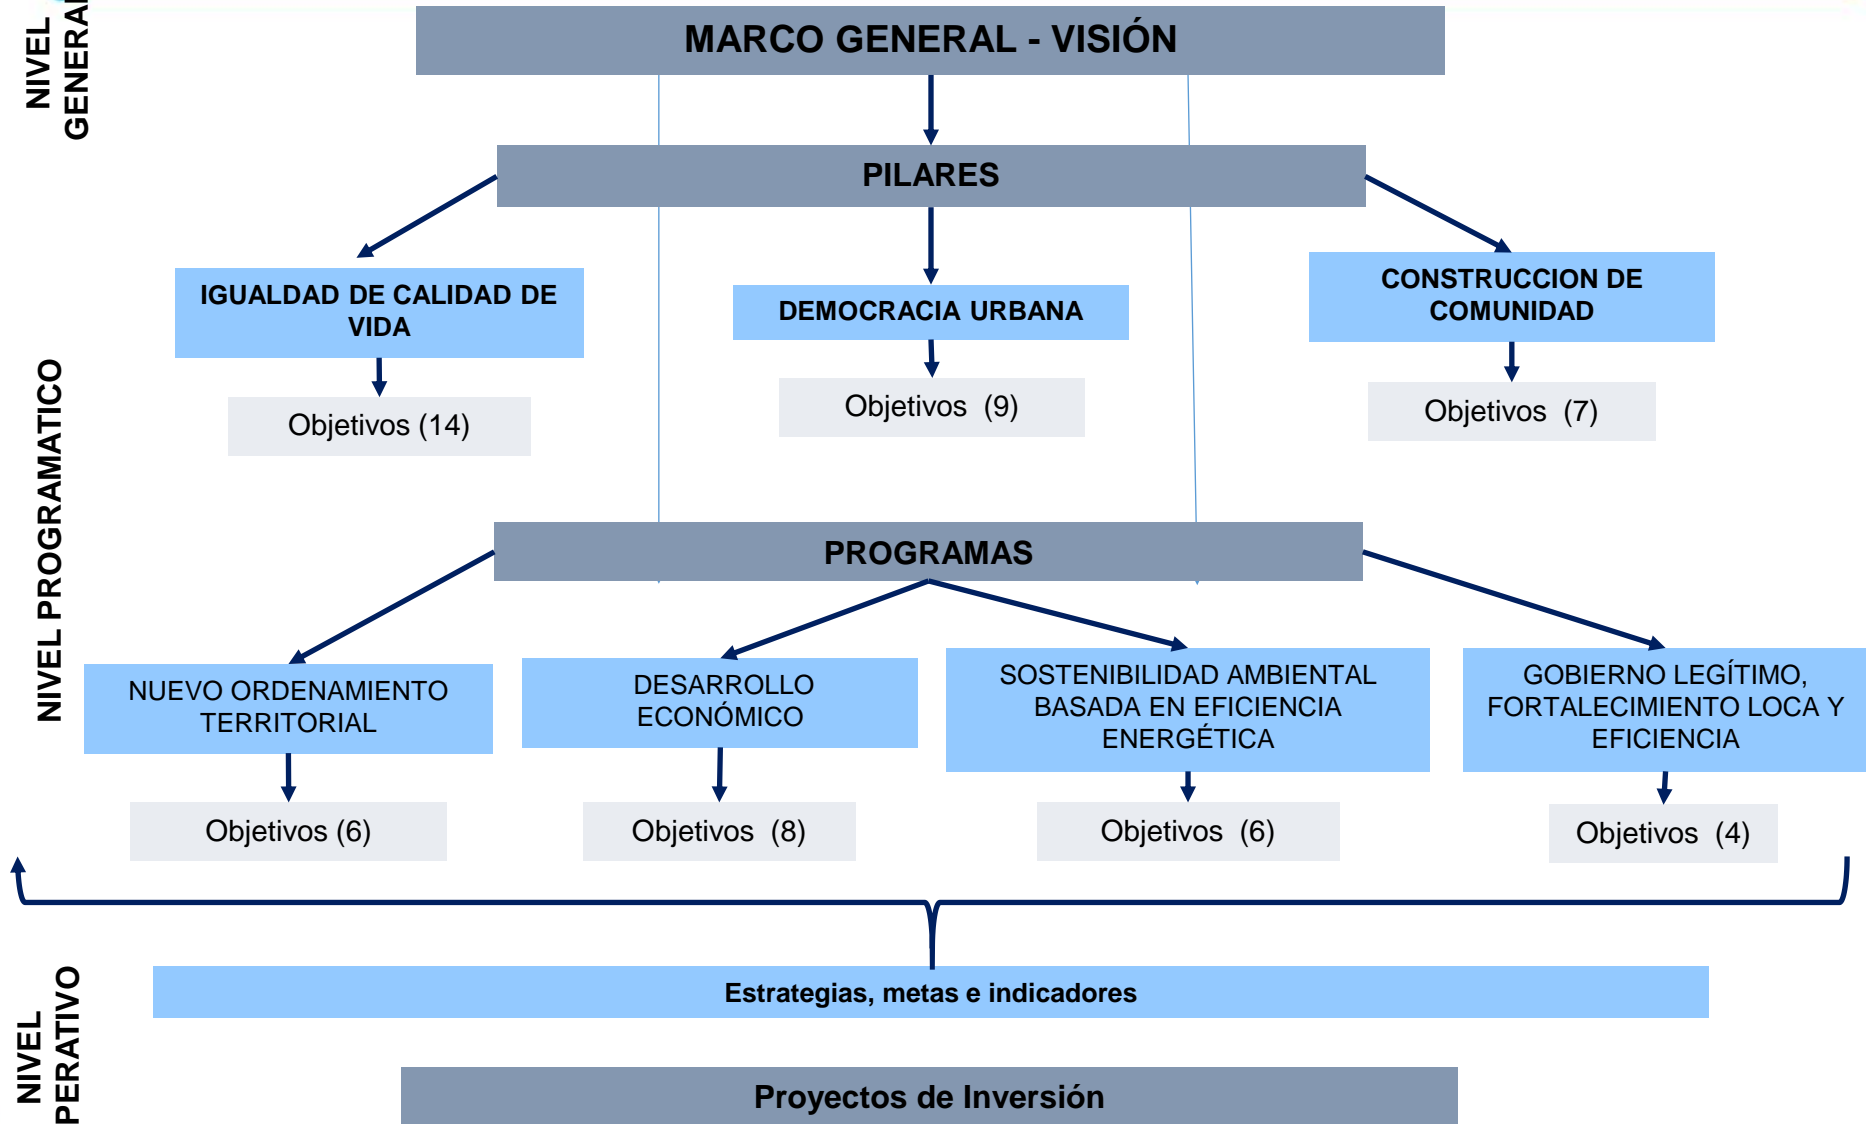 NIVEL
GENERAL
MARCO GENERAL - VISIÓN
PILARES
IGUALDAD DE CALIDAD DE
VIDA
DEMOCRACIA URBANA
CONSTRUCCION DE
COMUNIDAD
Objetivos (14)
Objetivos (9)
Objetivos (7)
NIVEL PROGRAMATICO
PROGRAMAS
NUEVO ORDENAMIENTO
TERRITORIAL
DESARROLLO
ECONÓMICO
SOSTENIBILIDAD AMBIENTAL
BASADA EN EFICIENCIA
ENERGÉTICA
GOBIERNO LEGÍTIMO,
FORTALECIMIENTO LOCA Y
EFICIENCIA
Objetivos (6)
Objetivos (8)
Objetivos (6)
Objetivos (4)
NIVEL
PERATIVO
Estrategias, metas e indicadores
Proyectos de Inversión